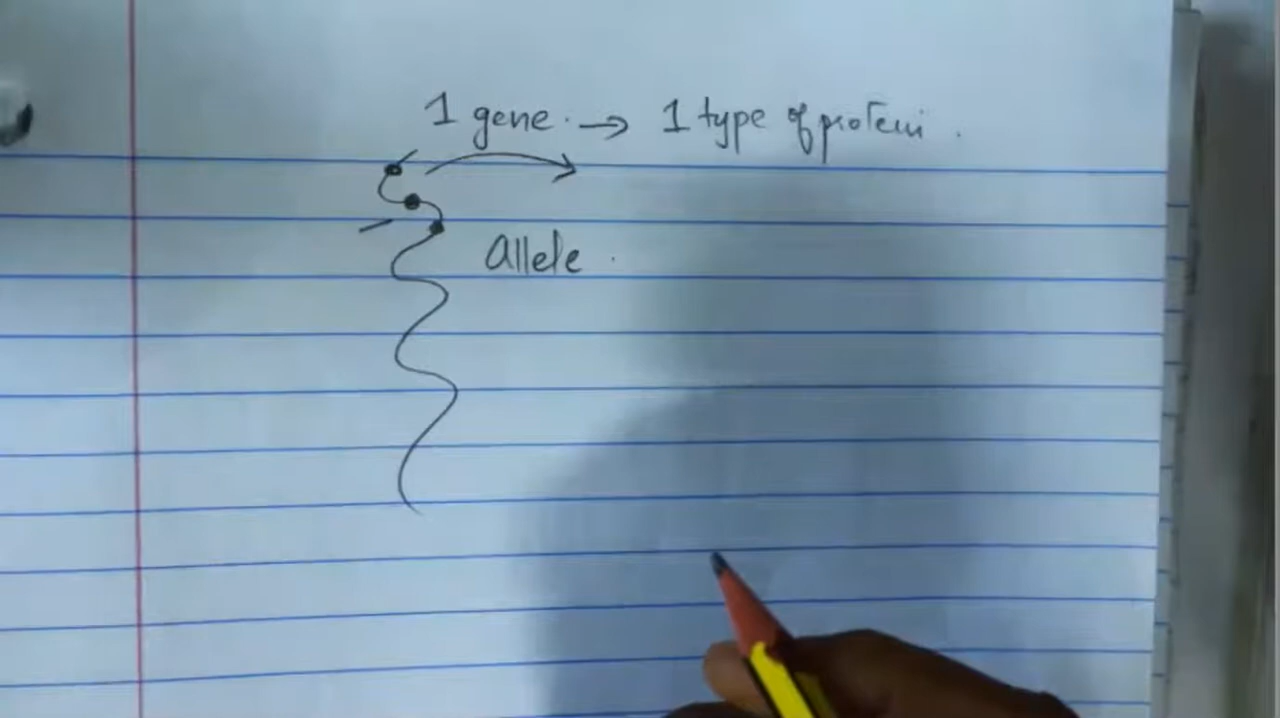 1 gene. → 1 type of protein.
allele.